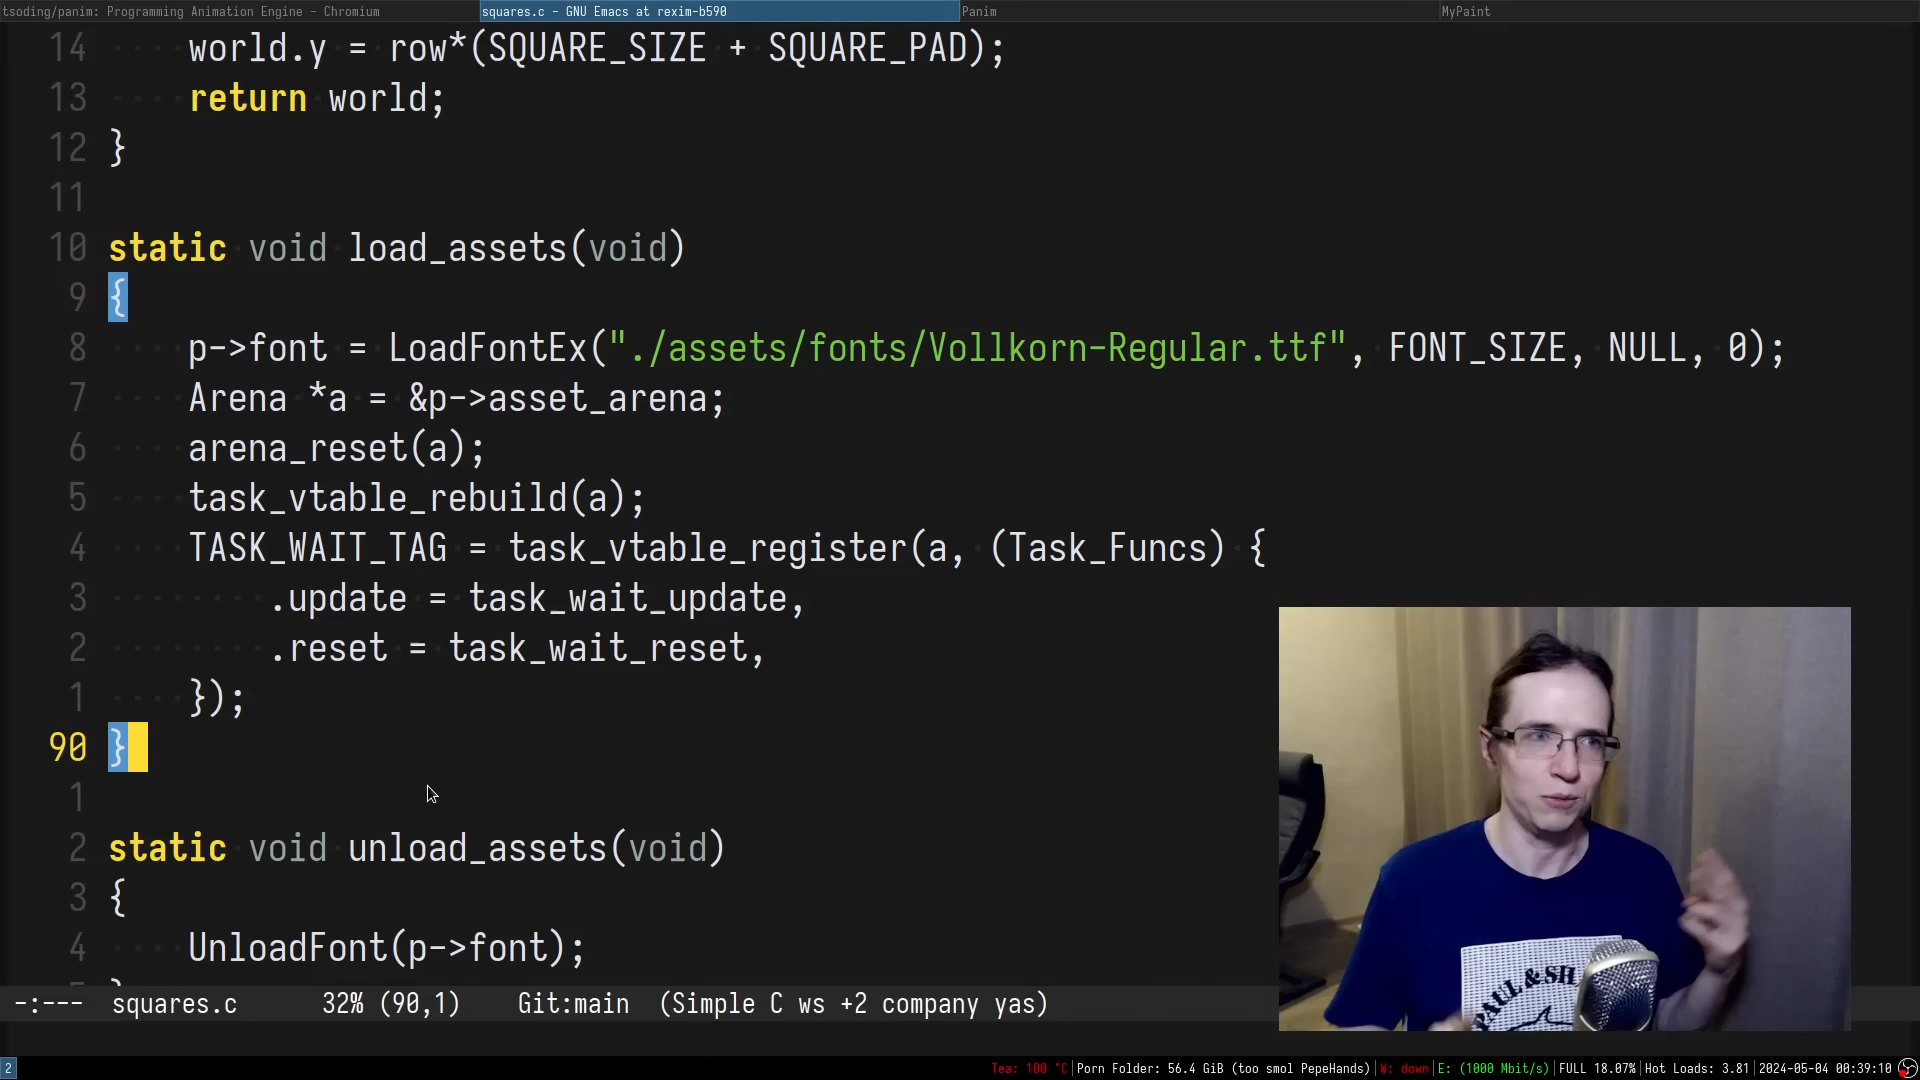 tsoding/panim: Programming Animation Engine - Chromium
squares.c - GNU Emacs at rexim-b590
Panim
MyPaint
14 world.y = row*(SQUARE_SIZE + SQUARE_PAD);
13 return world;
12 }
11
10 static void load_assets(void)
9 {
8 p->font = LoadFontEx("./assets/fonts/Vollkorn-Regular.ttf", FONT_SIZE, NULL, 0);
7 Arena *a = &p->asset_arena;
6 arena_reset(a);
5 task_vtable_rebuild(a);
4 TASK_WAIT_TAG = task_vtable_register(a, (Task_Funcs) {
3 .update = task_wait_update,
2 .reset = task_wait_reset,
1 });
90 }
1
2 static void unload_assets(void)
3 {
4 UnloadFont(p->font);
PAUL & SH
-:--- squares.c 32% (90,1) Git:main (Simple C ws +2 company yas)
2
Tea: 100 °C|Porn Folder: 56.4 GiB (too smol PepeHands)|W: down|E: (1000 Mbit/s)|FULL 18.07%|Hot Loads: 3.81|2024-05-04 00:39:10